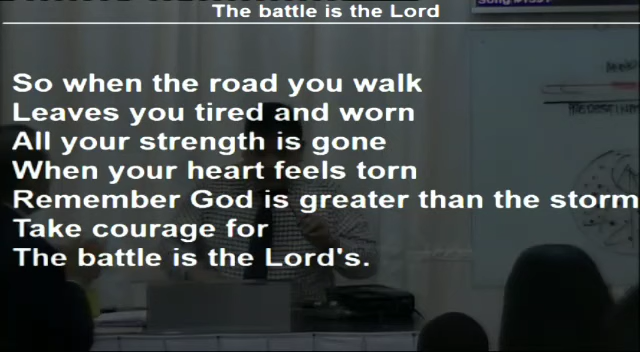 The battle is the Lord
So when the road you walk
Leaves you tired and worn
All your strength is gone
When your heart feels torn
Remember God is greater than the storm
Take courage for
The battle is the Lord's.